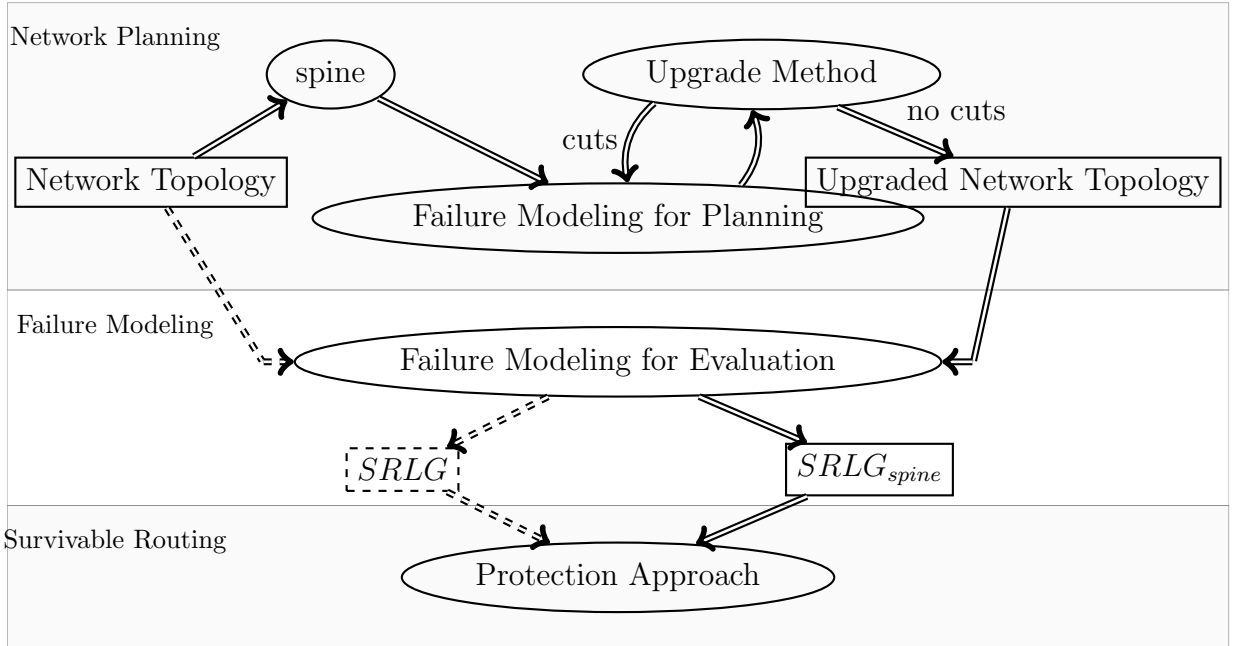 Network Planning
spine
Upgrade Method
no cuts
cuts
Network Topology
Upgraded Network Topology
Failure Modeling for Planning
Failure Modeling
Failure Modeling for Evaluation
SRLG
SRLG_spine
Survivable Routing
Protection Approach